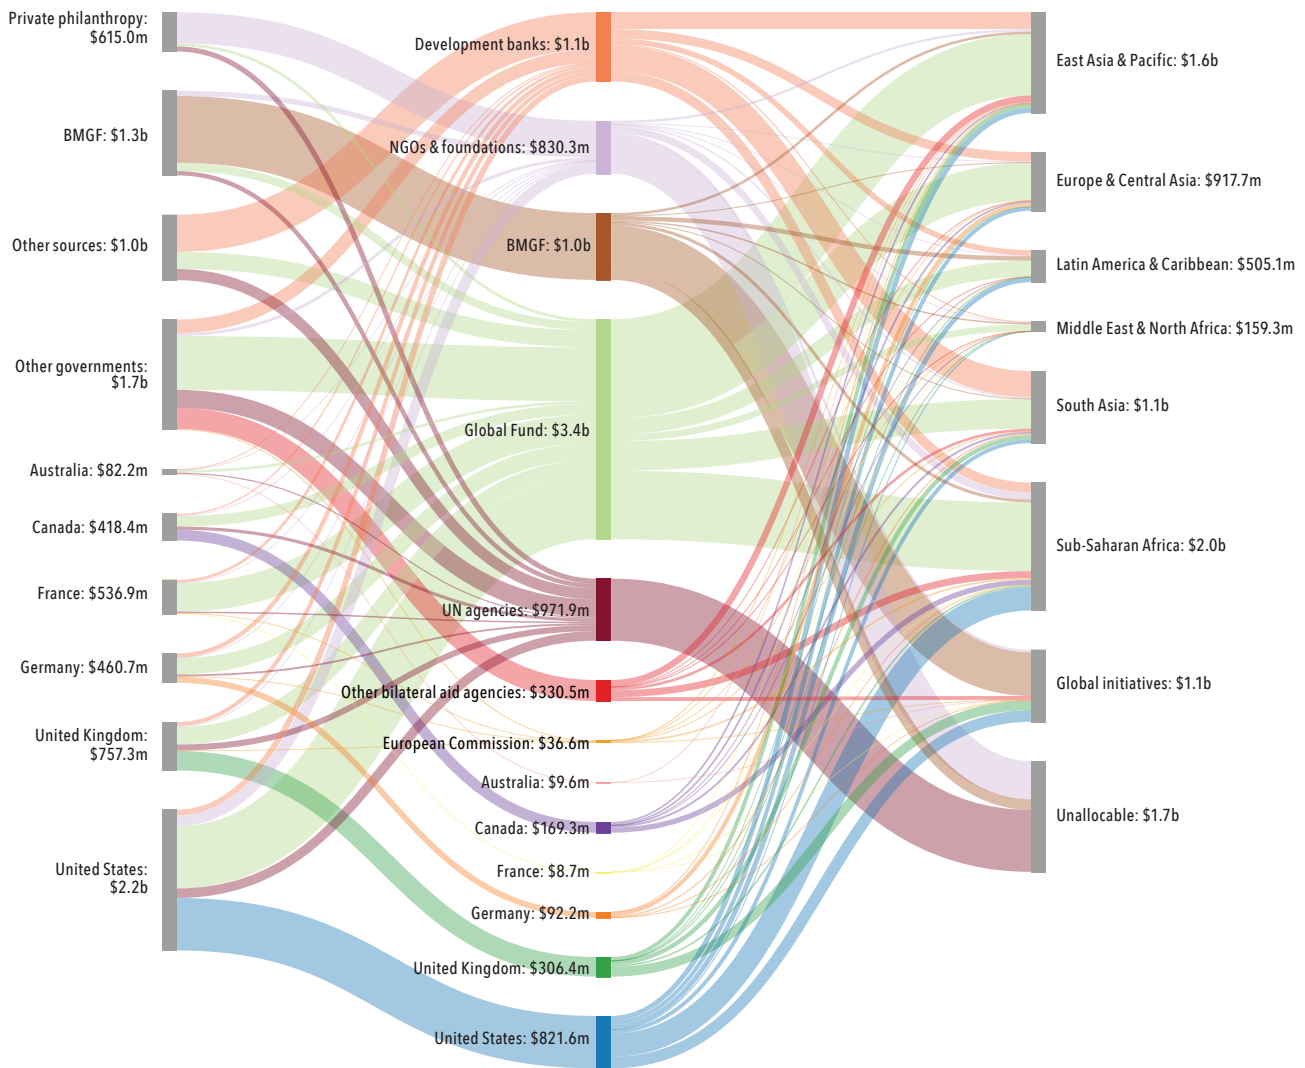 Private philanthropy:
$615.0m
BMGF: $1.3b
Other sources: $1.0b
Other governments:
$1.7b
Australia: $82.2m
Canada: $418.4m
France: $536.9m
Germany: $460.7m
United Kingdom:
$757.3m
United States:
$2.2b
Development banks: $1.1b
NGOs & foundations: $830.3m
BMGF: $1.0b
Global Fund: $3.4b
UN agencies: $971.9m
Other bilateral aid agencies: $330.5m
European Commission: $36.6m
Australia: $9.6m
Canada: $169.3m
France: $8.7m
Germany: $92.2m
United Kingdom: $306.4m
United States: $821.6m
East Asia & Pacific: $1.6b
Europe & Central Asia: $917.7m
Latin America & Caribbean: $505.1m
Middle East & North Africa: $159.3m
South Asia: $1.1b
Sub-Saharan Africa: $2.0b
Global initiatives: $1.1b
Unallocable: $1.7b